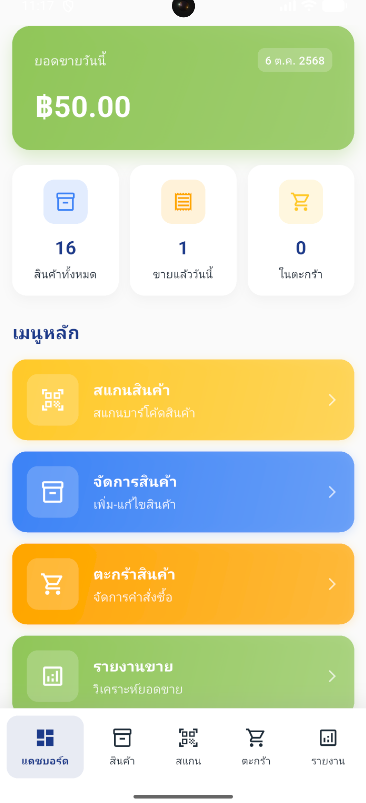 ยอดขายวันนี้
6 ต.ค. 2568
฿50.00
16
สินค้าทั้งหมด
1
ขายแล้ววันนี้
0
ในตะกร้า
เมนูหลัก
สแกนสินค้า
สแกนบาร์โค้ดสินค้า
จัดการสินค้า
เพิ่ม-แก้ไขสินค้า
ตะกร้าสินค้า
จัดการคำสั่งซื้อ
รายงานขาย
วิเคราะห์ยอดขาย
แดชบอร์ด
สินค้า
สแกน
ตะกร้า
รายงาน